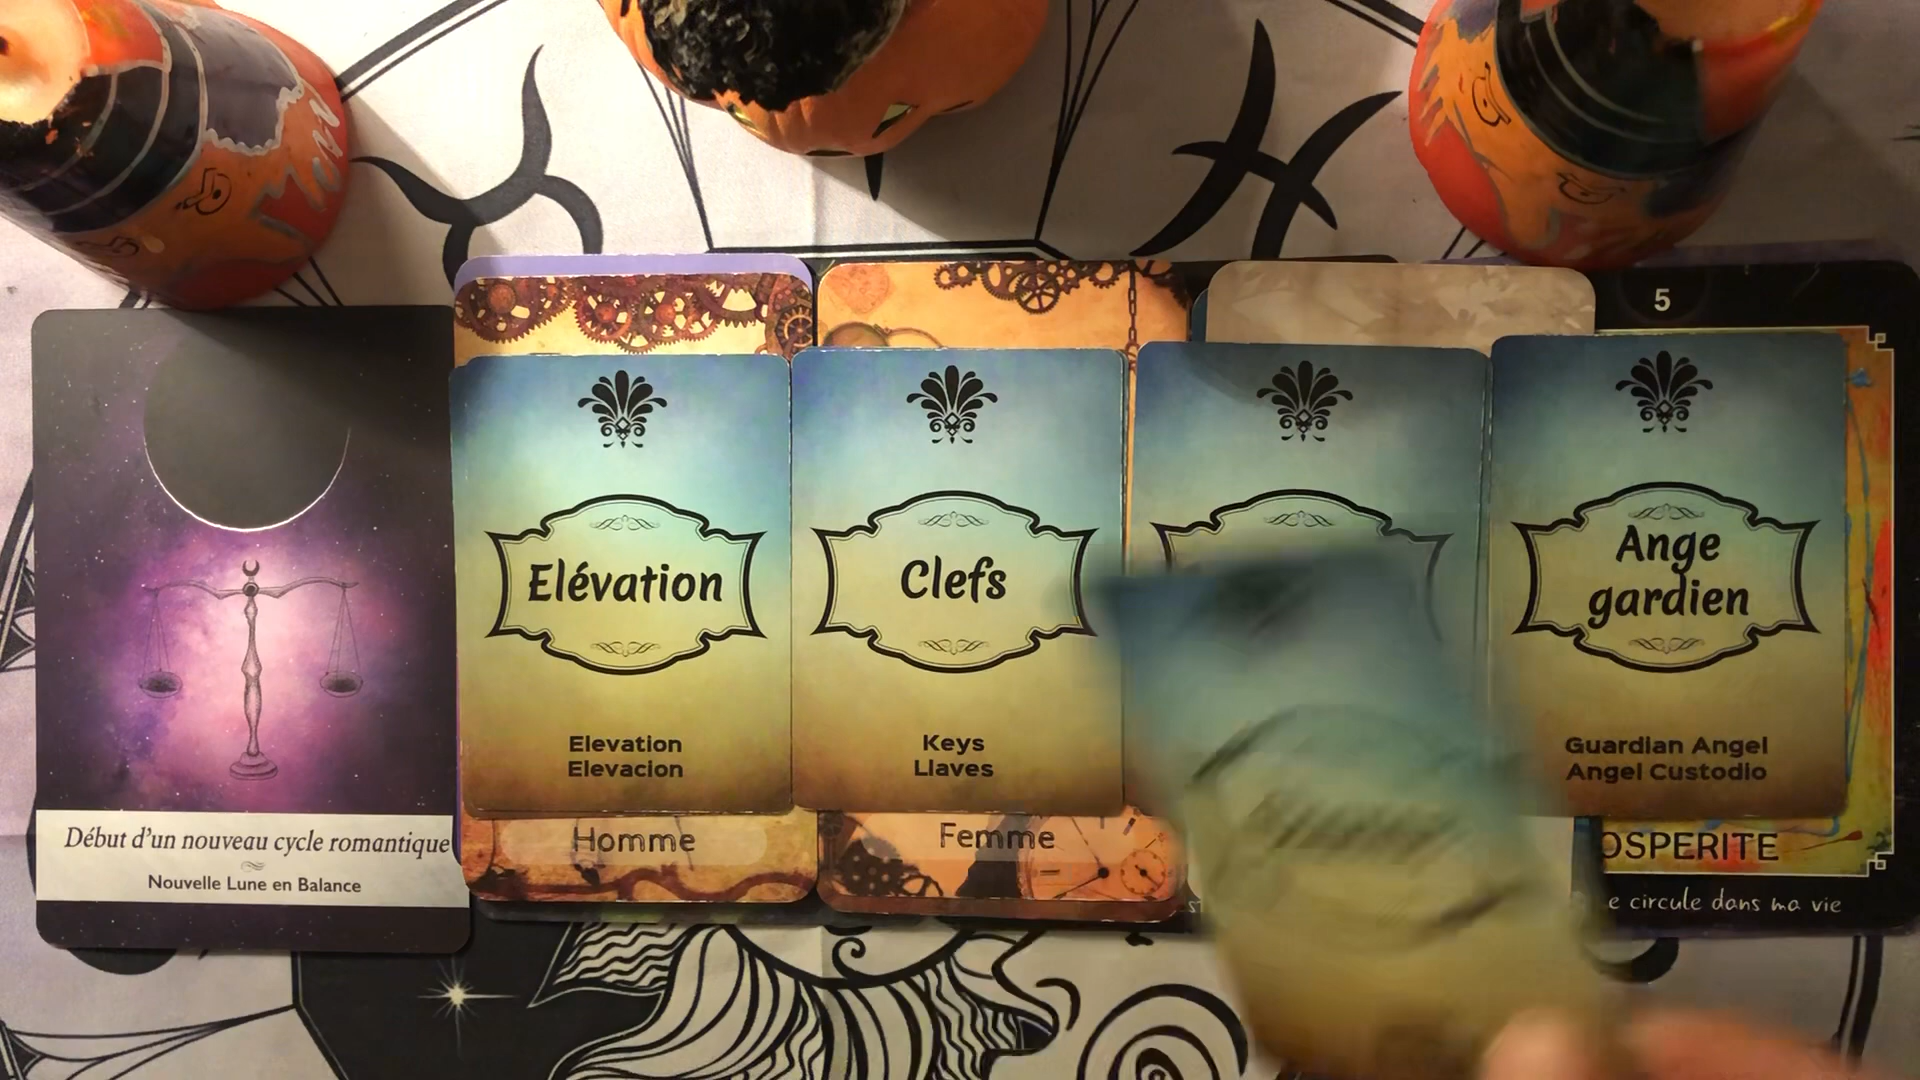 5
Elévation
Elevation
Elevacion
Clefs
Keys
Llaves
Ange
gardien
Guardian Angel
Angel Custodio
Début d'un nouveau cycle romantique
Nouvelle Lune en Balance
Homme
Femme
OSPERITE
e circule dans ma vie